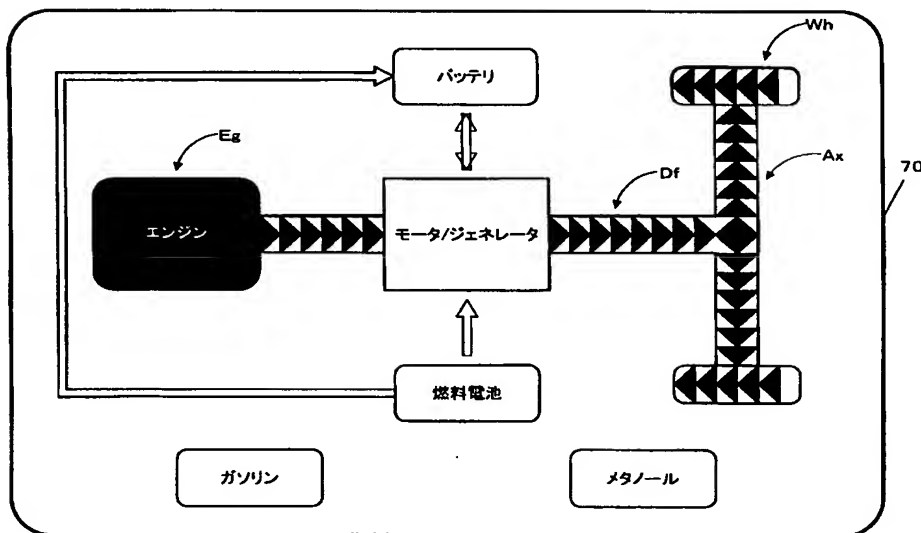 Wh
バッテリ
Eg
Ax
70
Df
エンジン
モータ/ジェネレータ
燃料電池
ガソリン
メタノール